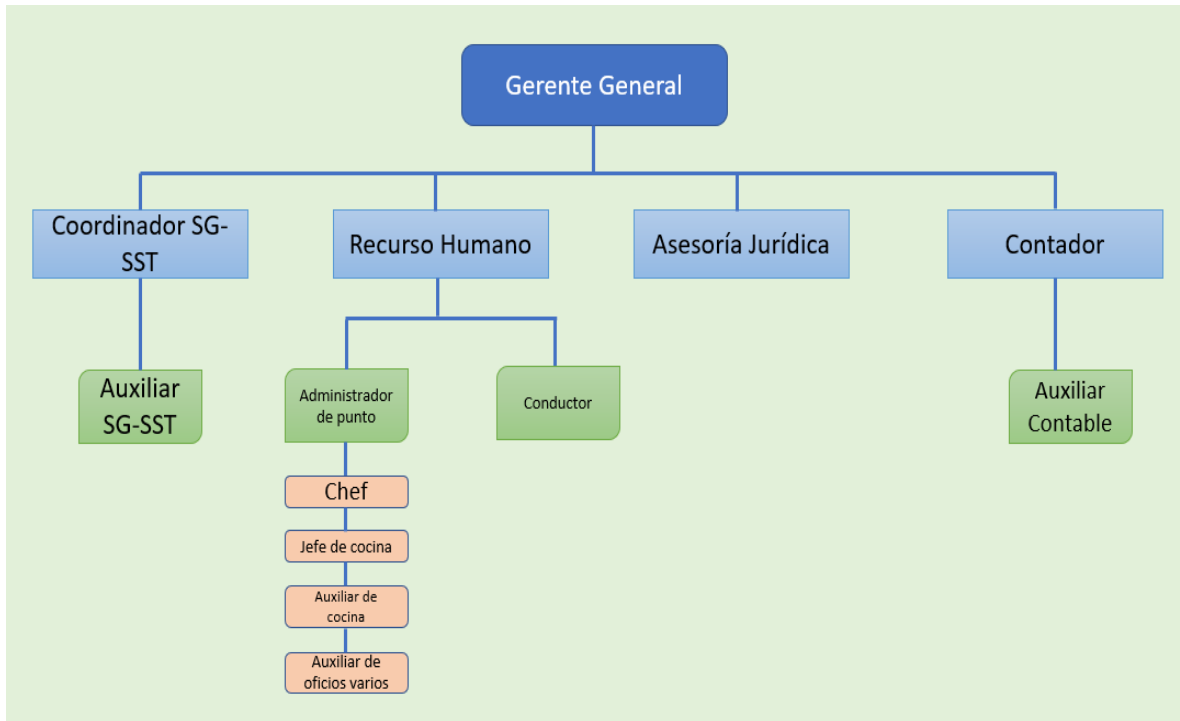 Gerente General
Coordinador SG-
SST
Recurso Humano
Asesoría Jurídica
Contador
Auxiliar
SG-SST
Administrador
de punto
Conductor
Auxiliar
Contable
Chef
Jefe de cocina
Auxiliar de
cocina
Auxiliar de
oficios varios